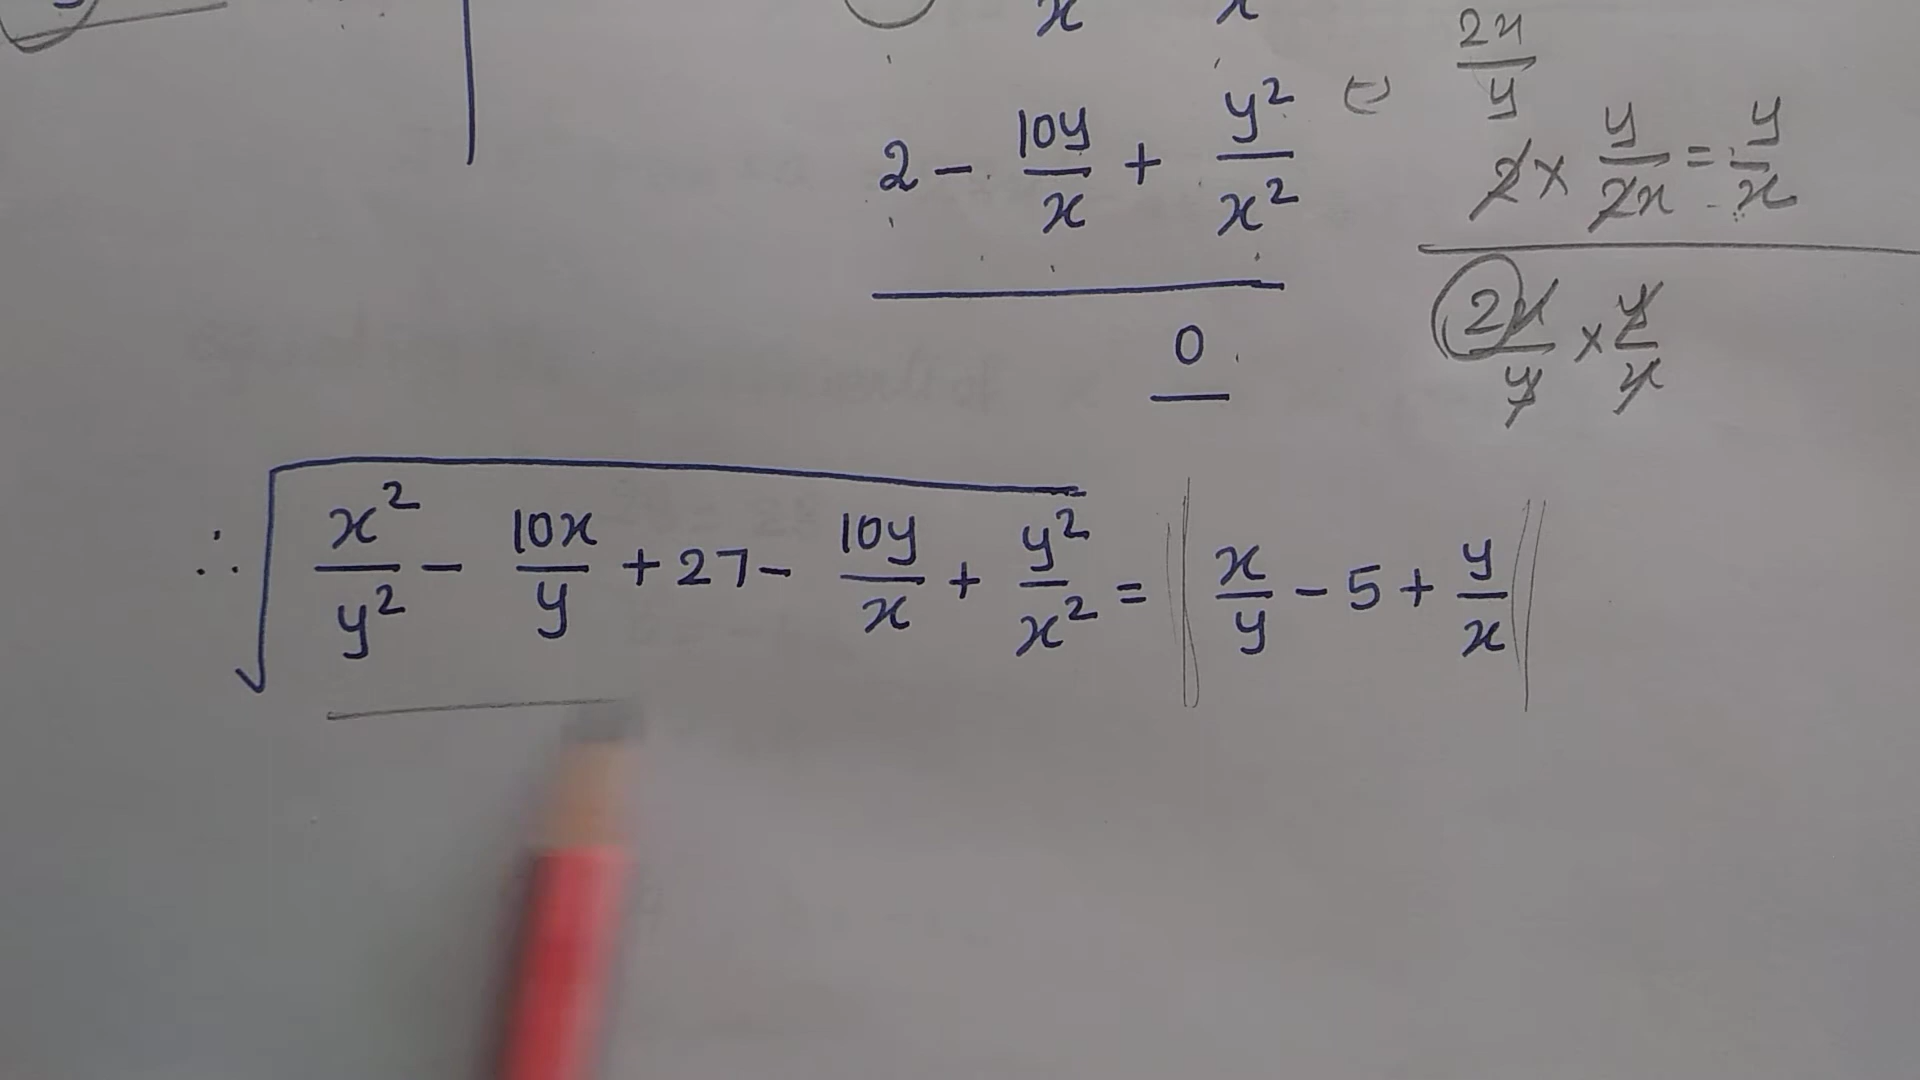 x x
2 - 10y/x + y²/x²
0
2x/y
2 × y/2x = y/x
2x/y × y/x
∴ √(x²/y² - 10x/y + 27 - 10y/x + y²/x²) = | x/y - 5 + y/x |